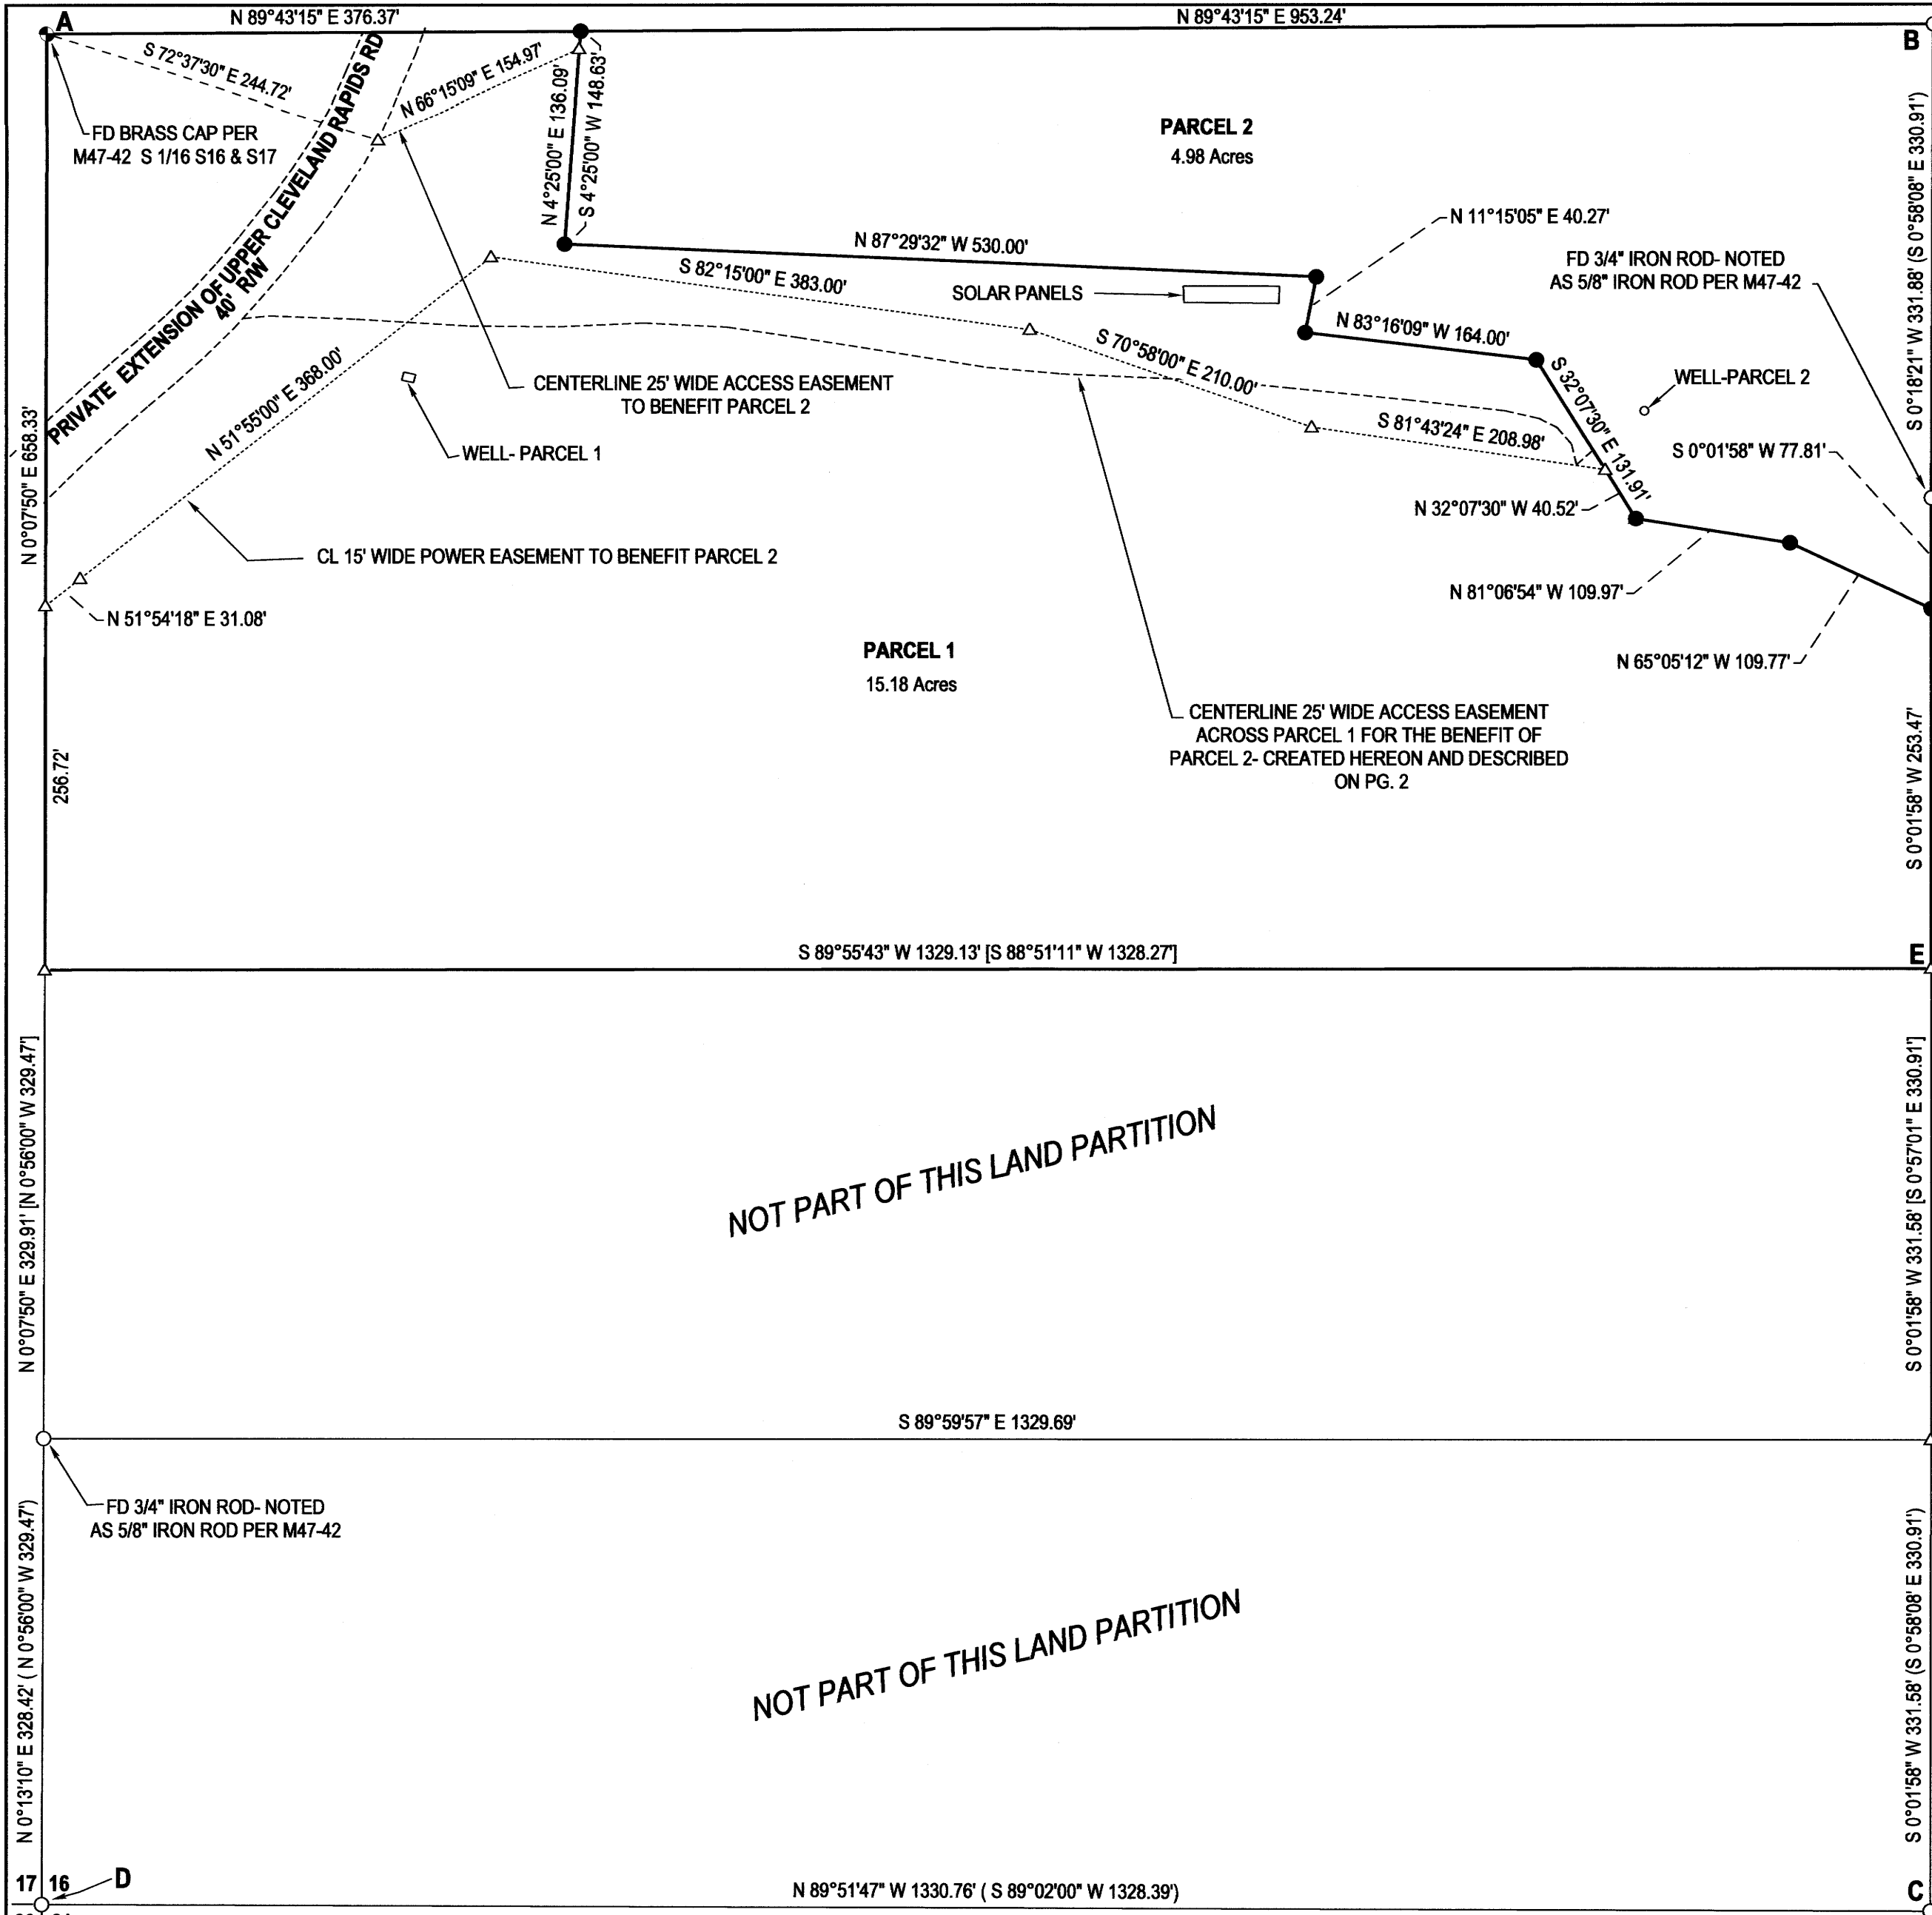 N 89°43'15" E 376.37'
N 89°43'15" E 953.24'
A
B
S 72°37'30" E 244.72'
N 66°15'09" E 154.97'
N 4°25'00" E 136.09'
S 4°25'00" W 148.63'
FD BRASS CAP PER
M47-42 S 1/16 S16 & S17
PRIVATE EXTENSION OF UPPER CLEVELAND RAPIDS RD
40' R/W
PARCEL 2
4.98 Acres
S 0°18'21" W 331.88' (S 0°58'08" E 330.91')
N 11°15'05" E 40.27'
N 87°29'32" W 530.00'
FD 3/4" IRON ROD- NOTED
AS 5/8" IRON ROD PER M47-42
S 82°15'00" E 383.00'
SOLAR PANELS
N 83°16'09" W 164.00'
S 70°58'00" E 210.00'
S 32°07'30" E 131.91'
WELL-PARCEL 2
CENTERLINE 25' WIDE ACCESS EASEMENT
TO BENEFIT PARCEL 2
N 51°55'00" E 368.00'
WELL- PARCEL 1
S 81°43'24" E 208.98'
S 0°01'58" W 77.81'
N 0°07'50" E 658.33'
N 32°07'30" W 40.52'
CL 15' WIDE POWER EASEMENT TO BENEFIT PARCEL 2
N 81°06'54" W 109.97'
N 51°54'18" E 31.08'
PARCEL 1
15.18 Acres
N 65°05'12" W 109.77'
CENTERLINE 25' WIDE ACCESS EASEMENT
ACROSS PARCEL 1 FOR THE BENEFIT OF
PARCEL 2- CREATED HEREON AND DESCRIBED
ON PG. 2
256.72'
S 0°01'58" W 253.47'
S 89°55'43" W 1329.13' [S 88°51'11" W 1328.27']
E
N 0°07'50" E 329.91' [N 0°56'00" W 329.47']
S 0°01'58" W 331.58' [S 0°57'01" E 330.91']
NOT PART OF THIS LAND PARTITION
S 89°59'57" E 1329.69'
FD 3/4" IRON ROD- NOTED
AS 5/8" IRON ROD PER M47-42
N 0°13'10" E 328.42' ( N 0°56'00" W 329.47')
S 0°01'58" W 331.58' (S 0°58'08' E 330.91')
NOT PART OF THIS LAND PARTITION
17 16
D
N 89°51'47" W 1330.76' ( S 89°02'00" W 1328.39')
C